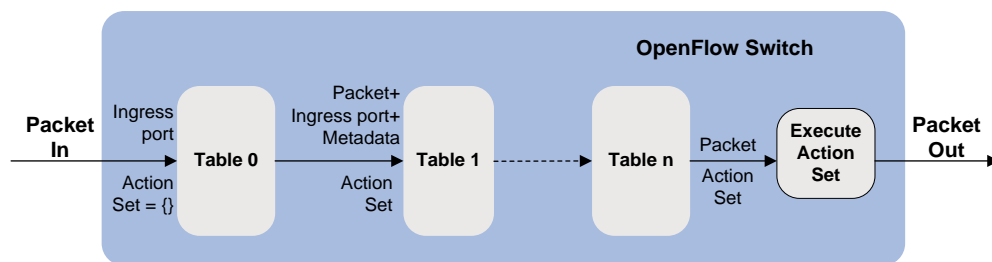 OpenFlow Switch
Packet
In
Ingress
port
Action
Set = {}
Table 0
Packet+
Ingress port+
Metadata
Action
Set
Table 1
Table n
Packet
Action
Set
Execute
Action
Set
Packet
Out